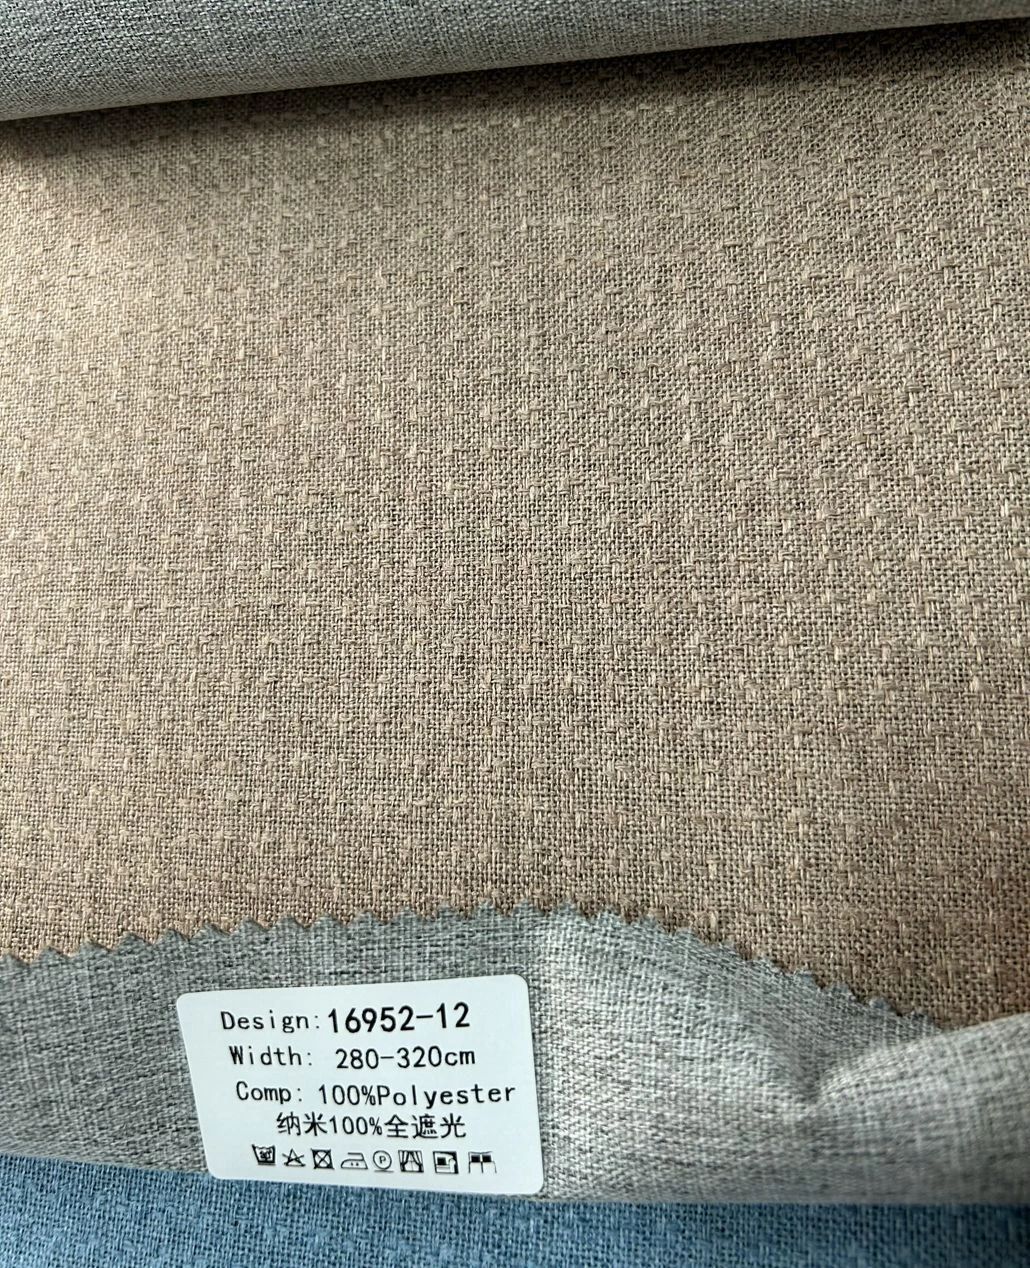 Design:16952-12
Width: 280-320cm
Comp: 100%Polyester
纳米100%全遮光